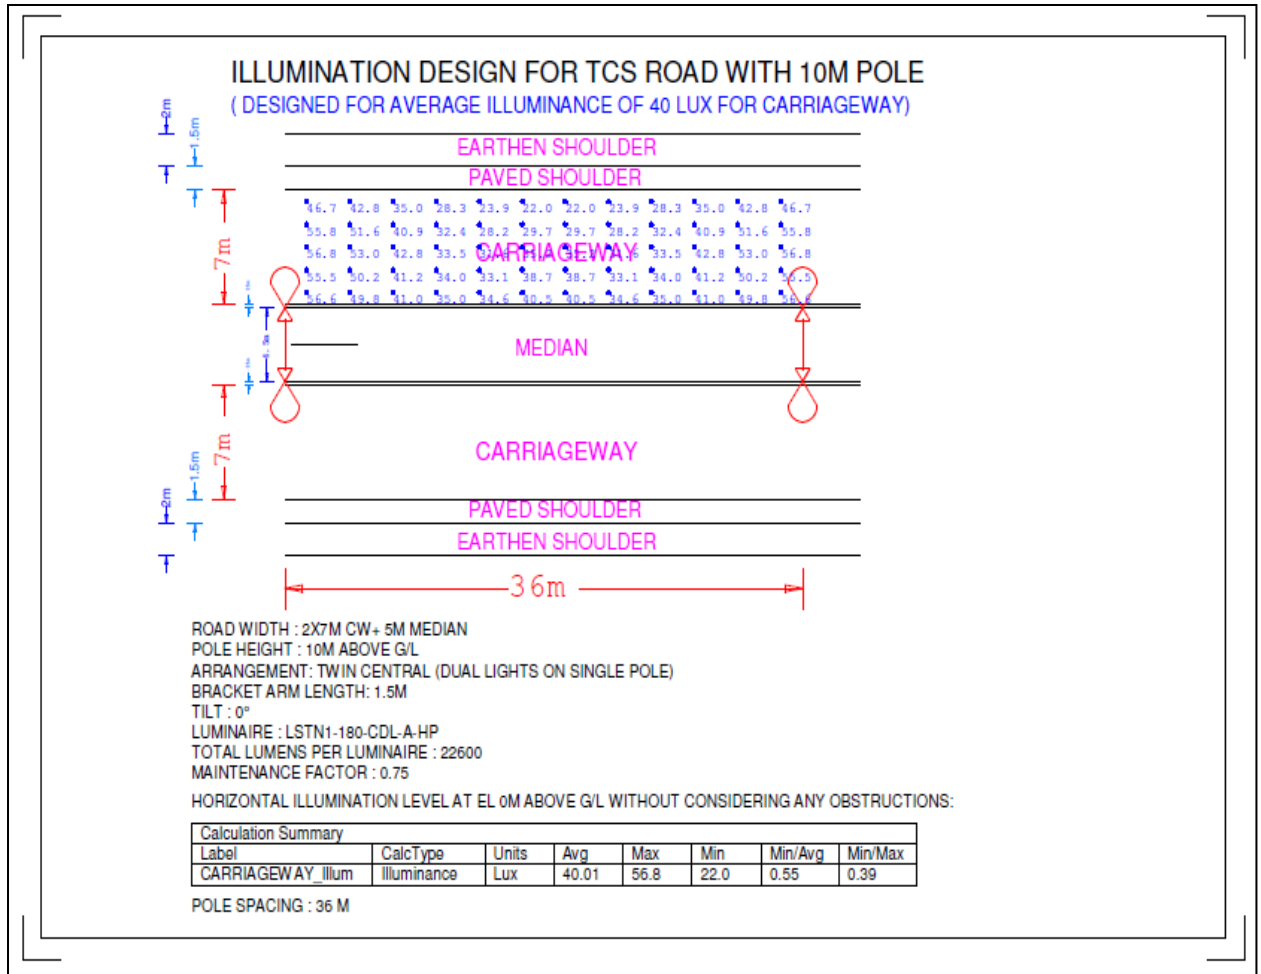 ILLUMINATION DESIGN FOR TCS ROAD WITH 10M POLE
( DESIGNED FOR AVERAGE ILLUMINANCE OF 40 LUX FOR CARRIAGEWAY)
2m
1.5m
EARTHEN SHOULDER
PAVED SHOULDER
46.7 42.8 35.0 28.3 23.9 22.0 22.0 23.9 28.3 35.0 42.8 46.7
55.8 51.6 40.9 32.4 28.2 29.7 29.7 28.2 32.4 40.9 51.6 55.8
7m
CARRIAGEWAY
56.8 53.0 42.8 33.5 33.5 42.8 53.0 56.8
55.5 50.2 41.2 34.0 33.1 38.7 38.7 33.1 34.0 41.2 50.2 55.5
56.6 49.8 41.0 35.0 34.6 40.5 40.5 34.6 35.0 41.0 49.8 56.6
MEDIAN
7m
CARRIAGEWAY
1.5m
2m
PAVED SHOULDER
EARTHEN SHOULDER
36m
ROAD WIDTH : 2X7M CW+ 5M MEDIAN
POLE HEIGHT : 10M ABOVE G/L
ARRANGEMENT: TWIN CENTRAL (DUAL LIGHTS ON SINGLE POLE)
BRACKET ARM LENGTH: 1.5M
TILT : 0°
LUMINAIRE : LSTN1-180-CDL-A-HP
TOTAL LUMENS PER LUMINAIRE : 22600
MAINTENANCE FACTOR : 0.75
HORIZONTAL ILLUMINATION LEVEL AT EL 0M ABOVE G/L WITHOUT CONSIDERING ANY OBSTRUCTIONS:
Calculation Summary
Label CalcType Units Avg Max Min Min/Avg Min/Max
CARRIAGEWAY_Illum Illuminance Lux 40.01 56.8 22.0 0.55 0.39
POLE SPACING : 36 M